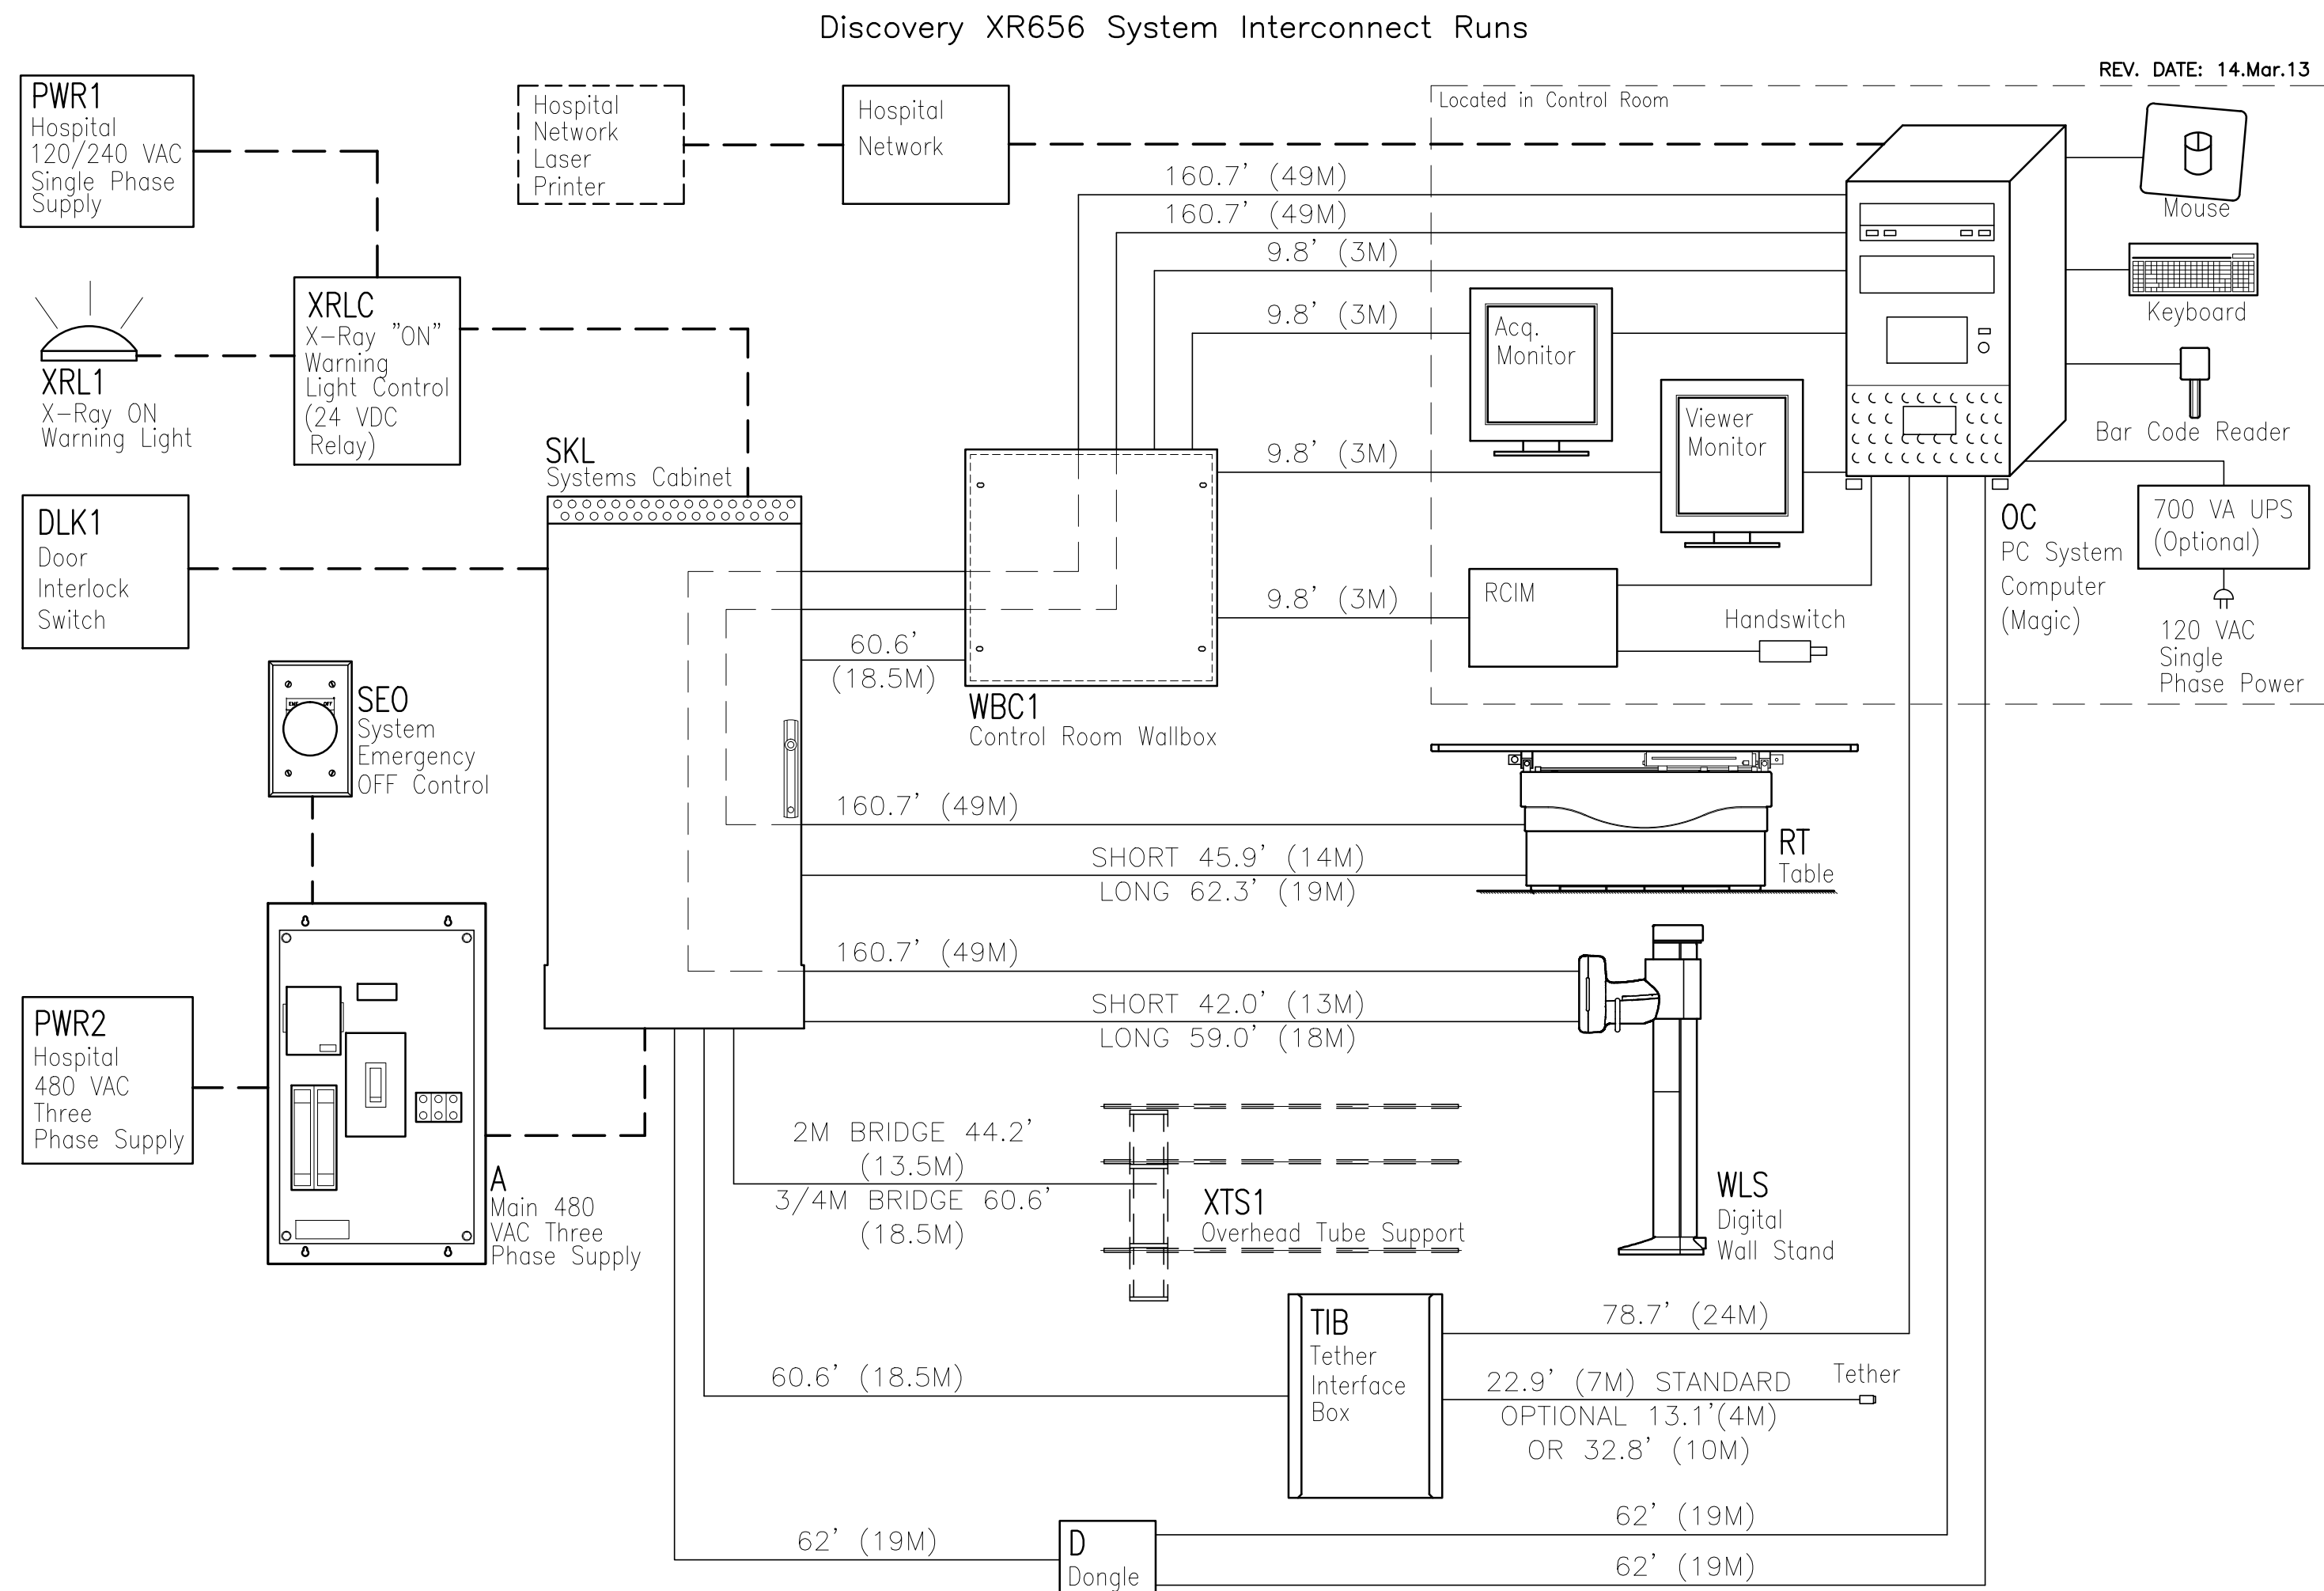 Discovery XR656 System Interconnect Runs
REV. DATE: 14.Mar.13
PWR1
Hospital
120/240 VAC
Single Phase
Supply
Hospital
Network
Laser
Printer
Hospital
Network
Located in Control Room
160.7' (49M)
160.7' (49M)
9.8' (3M)
9.8' (3M)
9.8' (3M)
9.8' (3M)
Mouse
Keyboard
Bar Code Reader
XRL1
X-Ray ON
Warning Light
XRLC
X-Ray "ON"
Warning
Light Control
(24 VDC
Relay)
Acq.
Monitor
Viewer
Monitor
SKL
Systems Cabinet
DLK1
Door
Interlock
Switch
RCIM
Handswitch
OC
PC System
Computer
(Magic)
700 VA UPS
(Optional)
120 VAC
Single
Phase Power
60.6'
(18.5M)
WBC1
Control Room Wallbox
EME OFF
SEO
System
Emergency
OFF Control
160.7' (49M)
SHORT 45.9' (14M)
LONG 62.3' (19M)
RT
Table
160.7' (49M)
SHORT 42.0' (13M)
LONG 59.0' (18M)
PWR2
Hospital
480 VAC
Three
Phase Supply
A
Main 480
VAC Three
Phase Supply
2M BRIDGE 44.2'
(13.5M)
3/4M BRIDGE 60.6'
(18.5M)
XTS1
Overhead Tube Support
WLS
Digital
Wall Stand
TIB
Tether
Interface
Box
78.7' (24M)
60.6' (18.5M)
22.9' (7M) STANDARD
OPTIONAL 13.1'(4M)
OR 32.8' (10M)
Tether
62' (19M)
D
Dongle
62' (19M)
62' (19M)